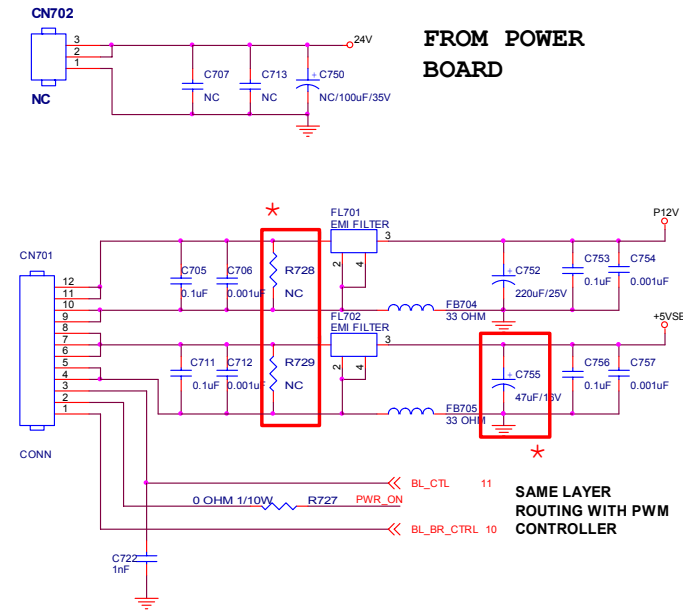 CN702
3
2
1
NC
24V
C707
NC
C713
NC
+ C750
NC/100uF/35V
FROM POWER
BOARD
*
FL701
EMI FILTER
3
2
4
P12V
CN701
12
11
10
9
8
7
6
5
4
3
2
1
CONN
C705
0.1uF
C706
0.001uF
R728
NC
+ C752
220uF/25V
C753
0.1uF
C754
0.001uF
FB704
33 OHM
FL702
EMI FILTER
3
2
4
+5VSB
C711
0.1uF
C712
0.001uF
R729
NC
+ C755
47uF/16V
C756
0.1uF
C757
0.001uF
FB705
33 OHM
*
BL_CTL 11
0 OHM 1/10W R727 PWR_ON
BL_BR_CTRL 10
SAME LAYER
ROUTING WITH PWM
CONTROLLER
C722
1nF